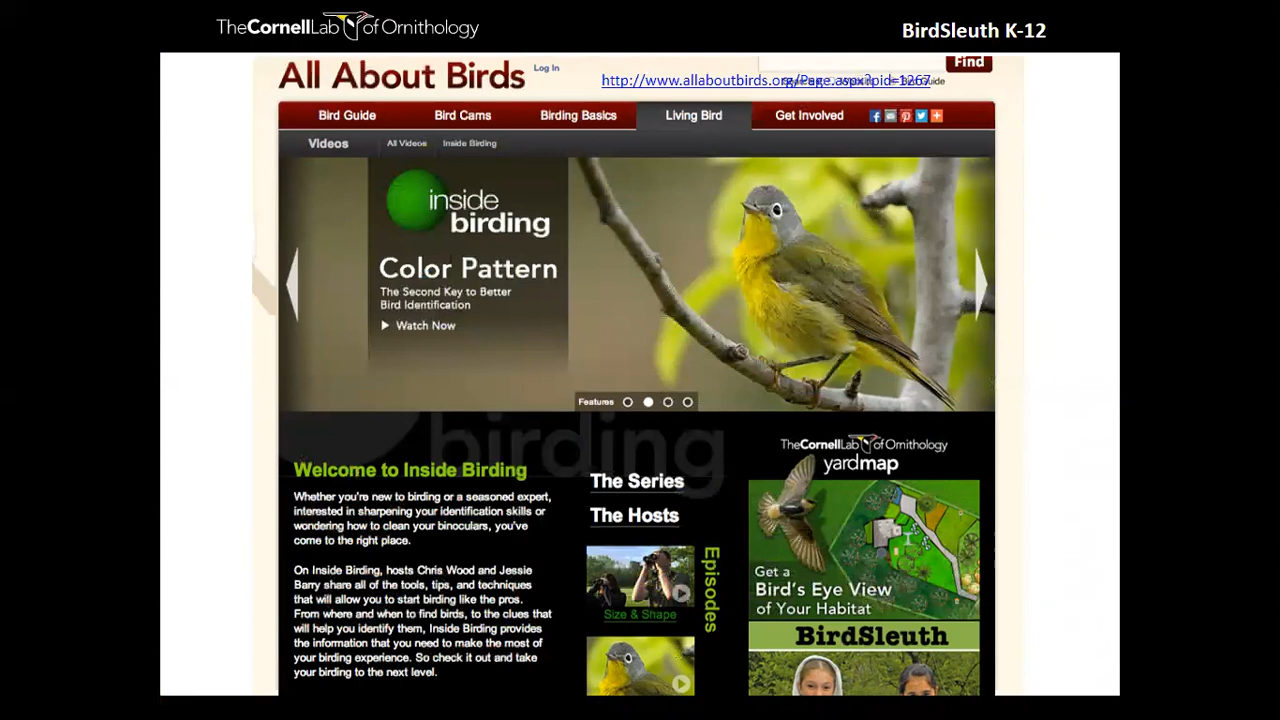 TheCornellLab of Ornithology
BirdSleuth K-12
All About Birds
Log In
http://www.allaboutbirds.org/Page.aspx?pid=1267
Find
Guide
Bird Guide
Bird Cams
Birding Basics
Living Bird
Get Involved
Videos
All Videos
Inside Birding
inside
birding
Color Pattern
The Second Key to Better
Bird Identification
Watch Now
Features
birding
Welcome to Inside Birding
Whether you're new to birding or a seasoned expert,
interested in sharpening your identification skills or
wondering how to clean your binoculars, you've
come to the right place.
On Inside Birding, hosts Chris Wood and Jessie
Barry share all of the tools, tips, and techniques
that will allow you to start birding like the pros.
From where and when to find birds, to the clues that
will help you identify them, Inside Birding provides
the information that you need to make the most of
your birding experience. So check it out and take
your birding to the next level.
The Series
The Hosts
Episodes
Size & Shape
TheCornellLab of Ornithology
yardmap
Get a
Bird's Eye View
of Your Habitat
BirdSleuth